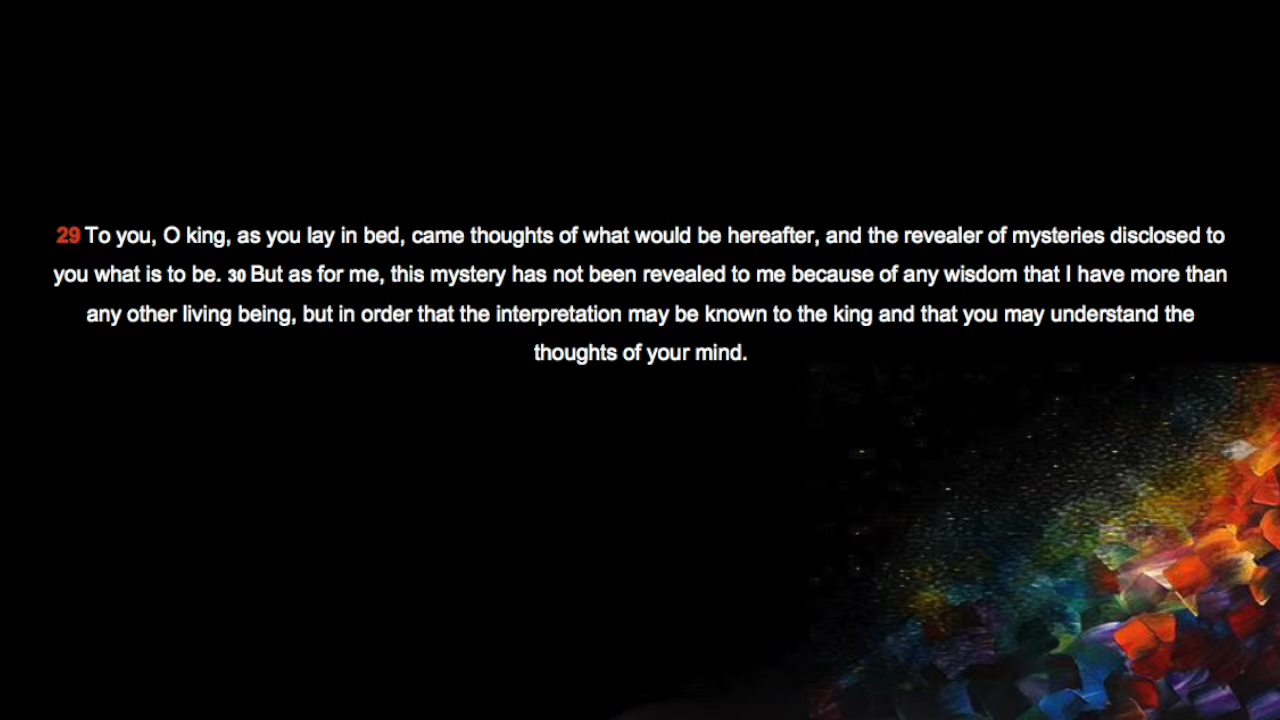 29 To you, O king, as you lay in bed, came thoughts of what would be hereafter, and the revealer of mysteries disclosed to
you what is to be. 30 But as for me, this mystery has not been revealed to me because of any wisdom that I have more than
any other living being, but in order that the interpretation may be known to the king and that you may understand the
thoughts of your mind.